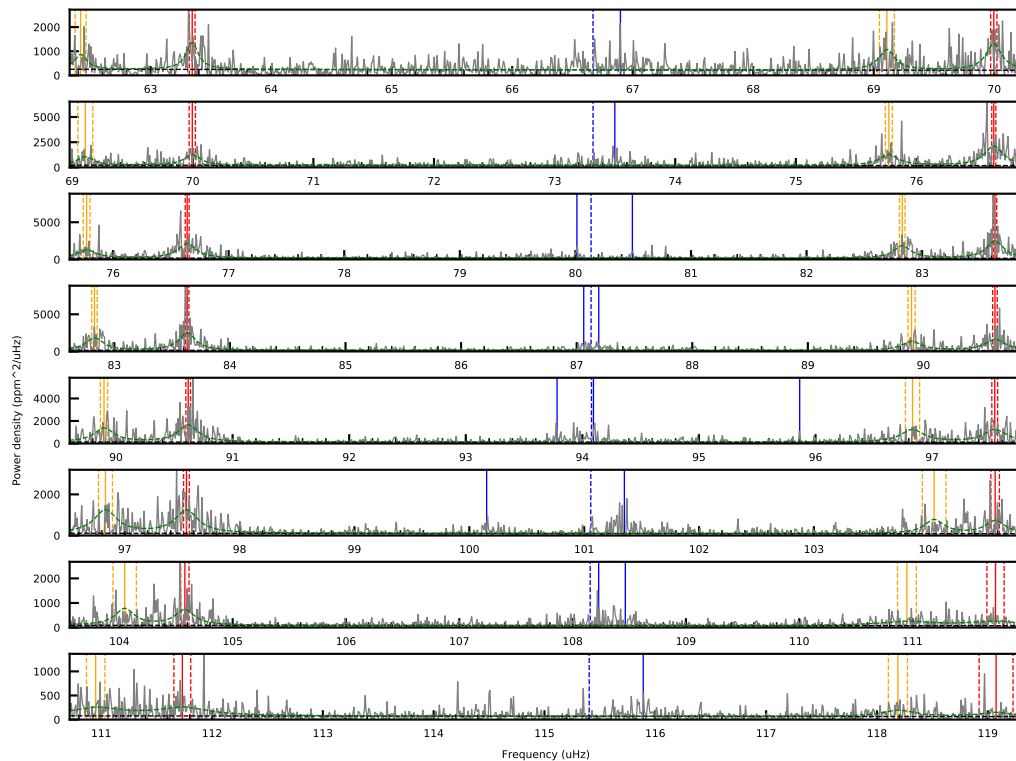 2000
1000
0
63 64 65 66 67 68 69 70
5000
2500
0
69 70 71 72 73 74 75 76
5000
0
76 77 78 79 80 81 82 83
5000
0
83 84 85 86 87 88 89 90
4000
2000
0
90 91 92 93 94 95 96 97
2000
0
97 98 99 100 101 102 103 104
2000
1000
0
104 105 106 107 108 109 110 111
1000
500
0
111 112 113 114 115 116 117 118 119
Power density (ppm^2/uHz)
Frequency (uHz)